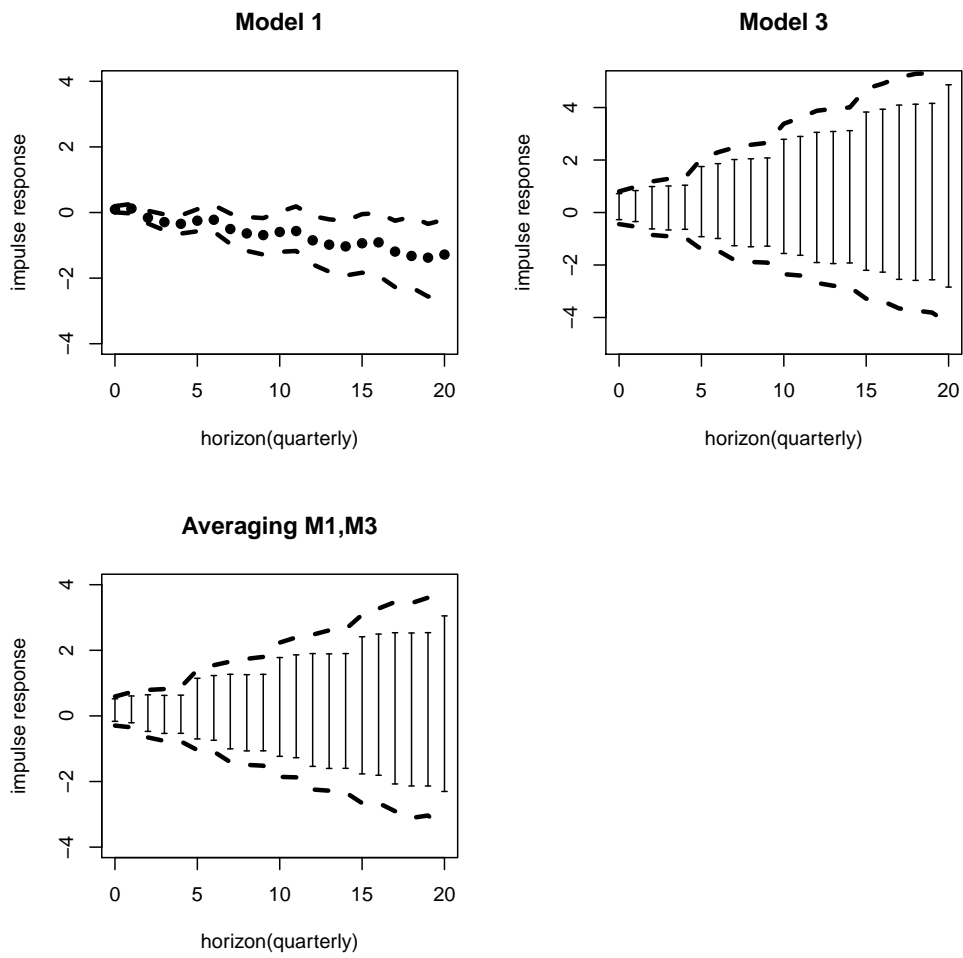 Model 1
impulse response
4
2
0
−2
−4
0 5 10 15 20
horizon(quarterly)
Model 3
impulse response
4
2
0
−2
−4
0 5 10 15 20
horizon(quarterly)
Averaging M1,M3
impulse response
4
2
0
−2
−4
0 5 10 15 20
horizon(quarterly)